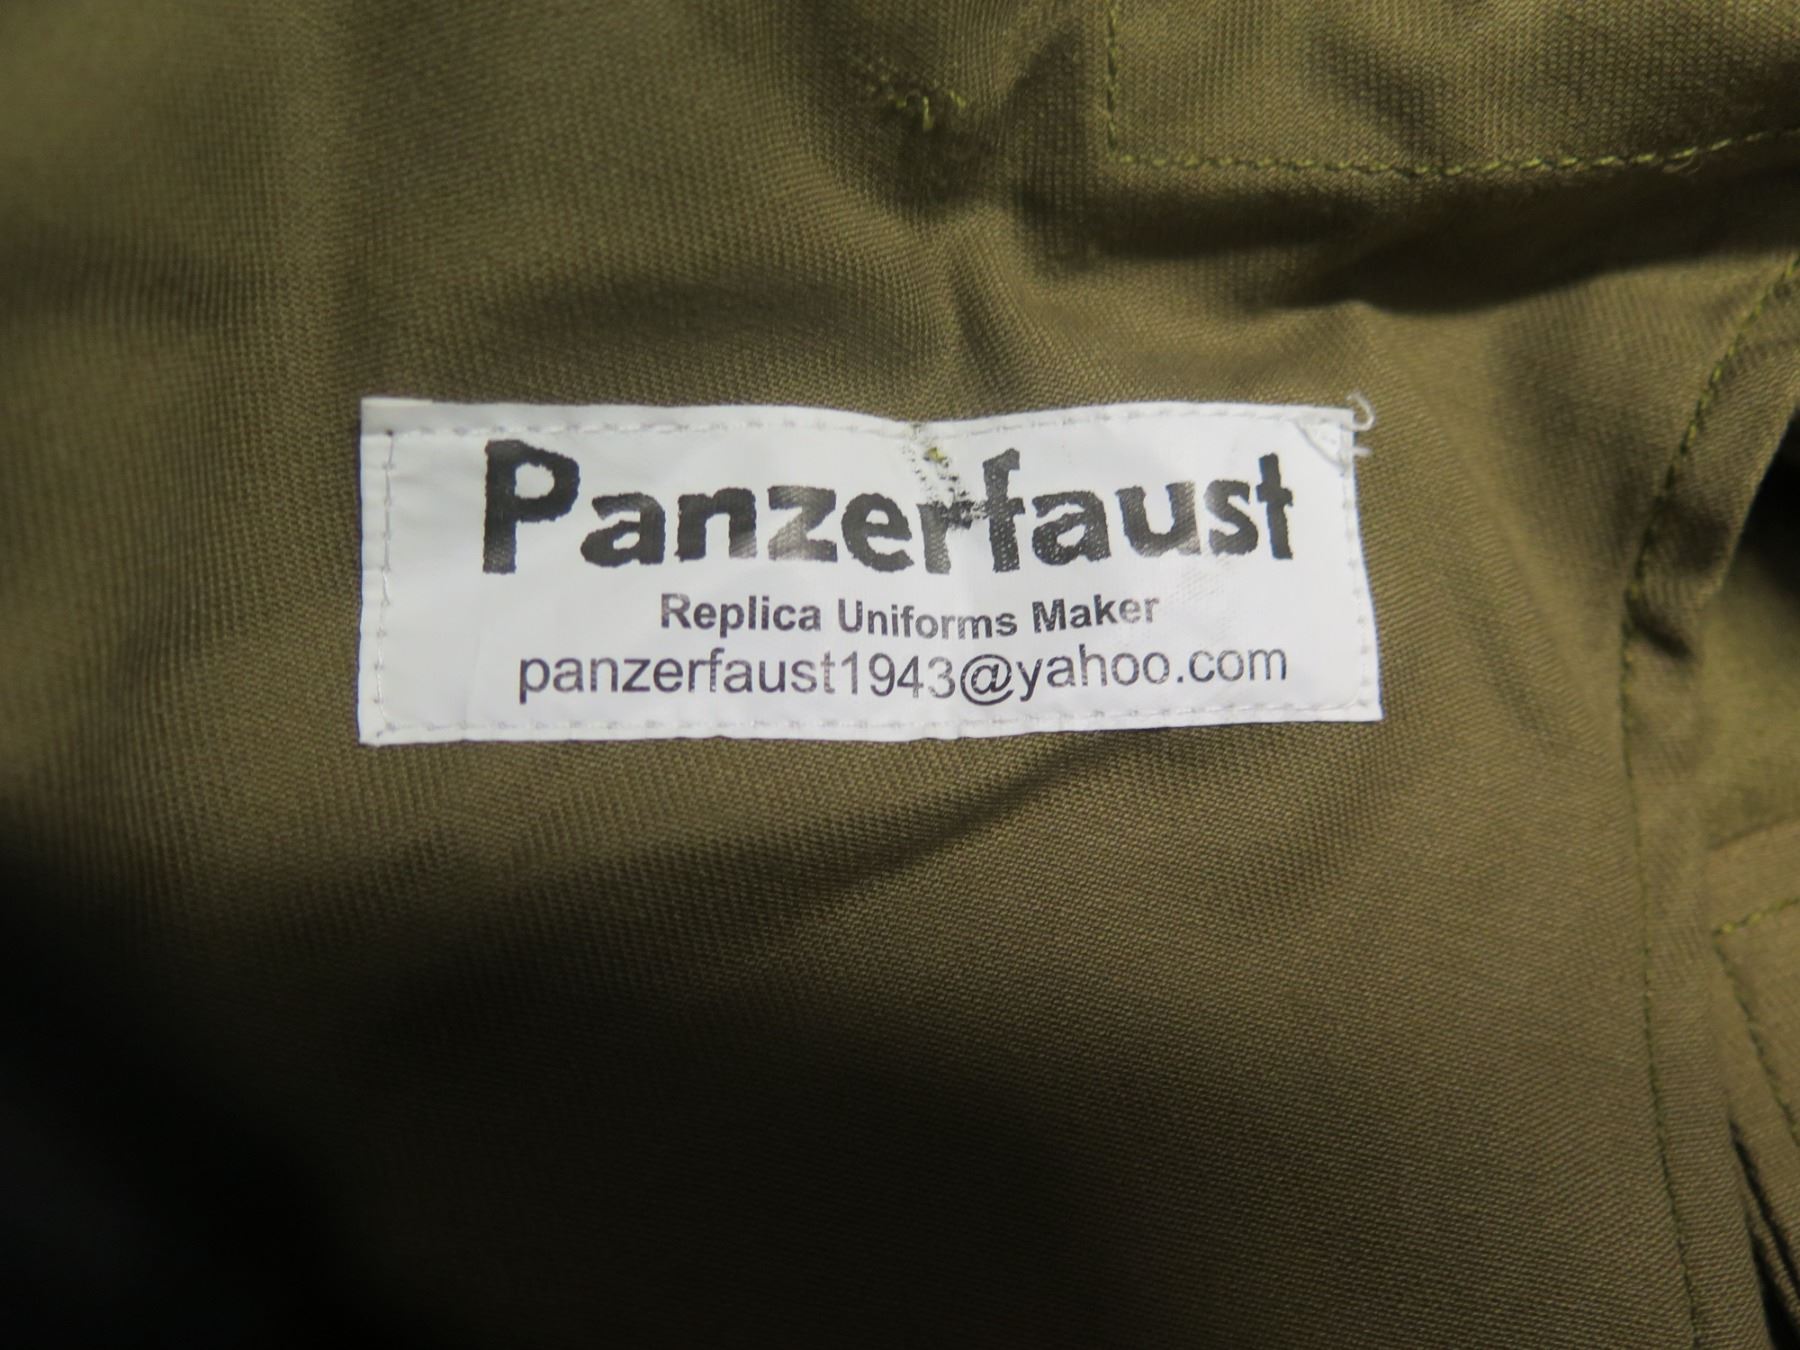 Panzerfaust
Replica Uniforms Maker
panzerfaust1943@yahoo.com